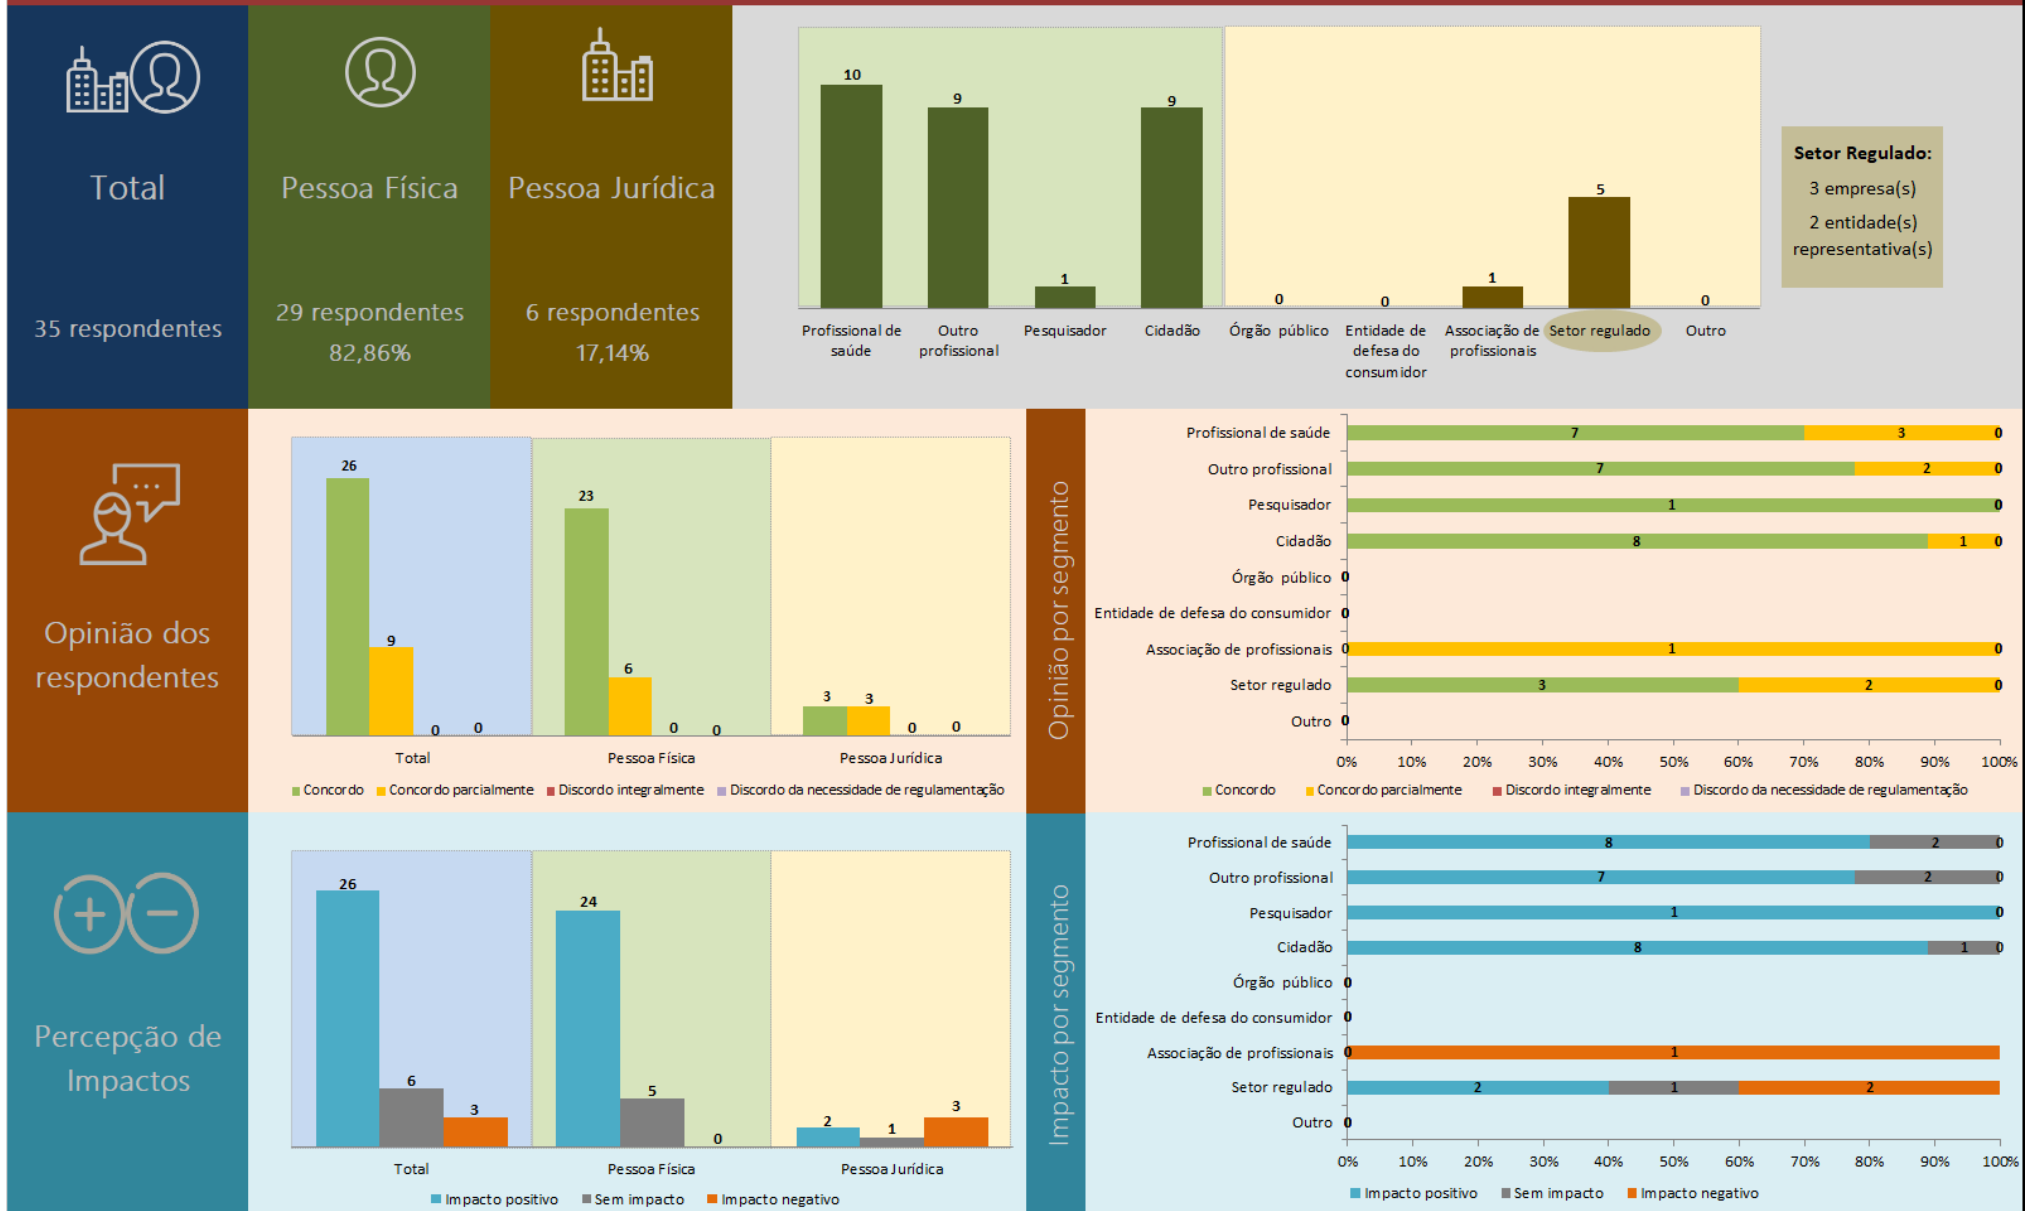 Total
35 respondentes
Pessoa Física
29 respondentes
82,86%
Pessoa Jurídica
6 respondentes
17,14%
10
9
1
9
0
0
1
5
0
Profissional de
saúde
Outro
profissional
Pesquisador
Cidadão
Órgão público
Entidade de
defesa do
consumidor
Associação de
profissionais
Setor regulado
Outro
Setor Regulado:
3 empresa(s)
2 entidade(s)
representativa(s)
Opinião dos
respondentes
26
9
0
0
23
6
0
0
3
3
0
0
Total
Pessoa Física
Pessoa Jurídica
Concordo
Concordo parcialmente
Discordo integralmente
Discordo da necessidade de regulamentação
Opinião por segmento
Profissional de saúde 7 3 0
Outro profissional 7 2 0
Pesquisador 1 0
Cidadão 8 1 0
Órgão público 0
Entidade de defesa do consumidor 0
Associação de profissionais 0 1 0
Setor regulado 3 2 0
Outro 0
0% 10% 20% 30% 40% 50% 60% 70% 80% 90% 100%
Concordo
Concordo parcialmente
Discordo integralmente
Discordo da necessidade de regulamentação
Percepção de
Impactos
26
6
3
24
5
0
2
1
3
Total
Pessoa Física
Pessoa Jurídica
Impacto positivo
Sem impacto
Impacto negativo
Impacto por segmento
Profissional de saúde 8 2 0
Outro profissional 7 2 0
Pesquisador 1 0
Cidadão 8 1 0
Órgão público 0
Entidade de defesa do consumidor 0
Associação de profissionais 0 1
Setor regulado 2 1 2
Outro 0
0% 10% 20% 30% 40% 50% 60% 70% 80% 90% 100%
Impacto positivo
Sem impacto
Impacto negativo